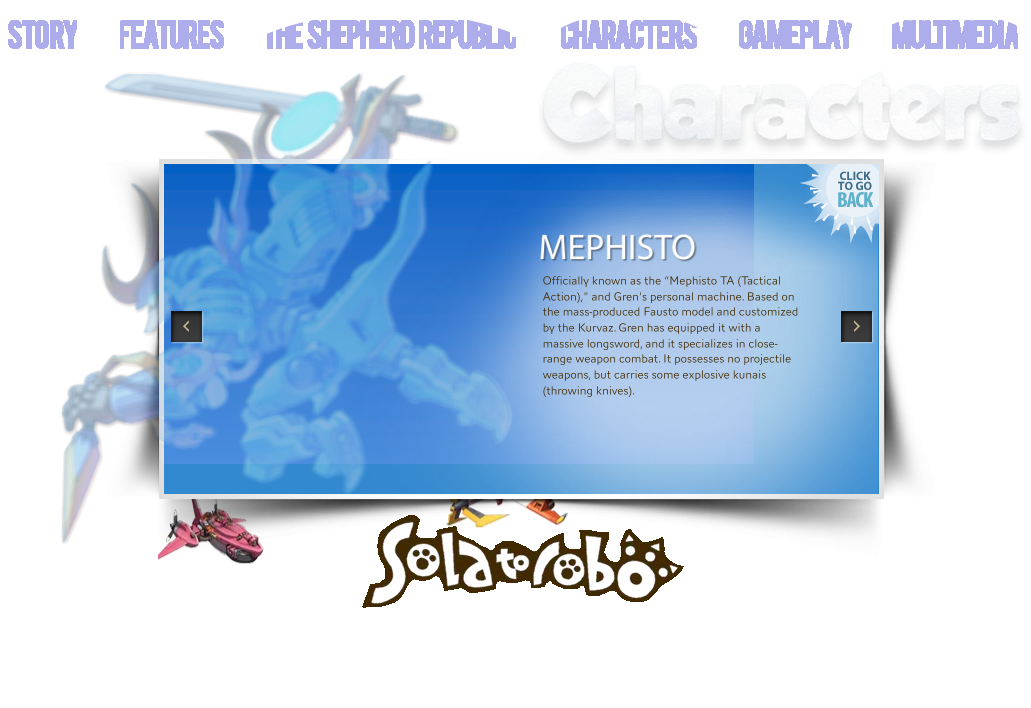 STORY FEATURES THE SHEPHERD REPUBLIC CHARACTERS GAMEPLAY MULTIMEDIA
Characters
CLICK
TO GO
BACK
MEPHISTO
Officially known as the "Mephisto TA (Tactical
Action)," and Gren's personal machine. Based on
the mass-produced Fausto model and customized
by the Kurvaz. Gren has equipped it with a
massive longsword, and it specializes in close-
range weapon combat. It possesses no projectile
weapons, but carries some explosive kunais
(throwing knives).
Solatorobo